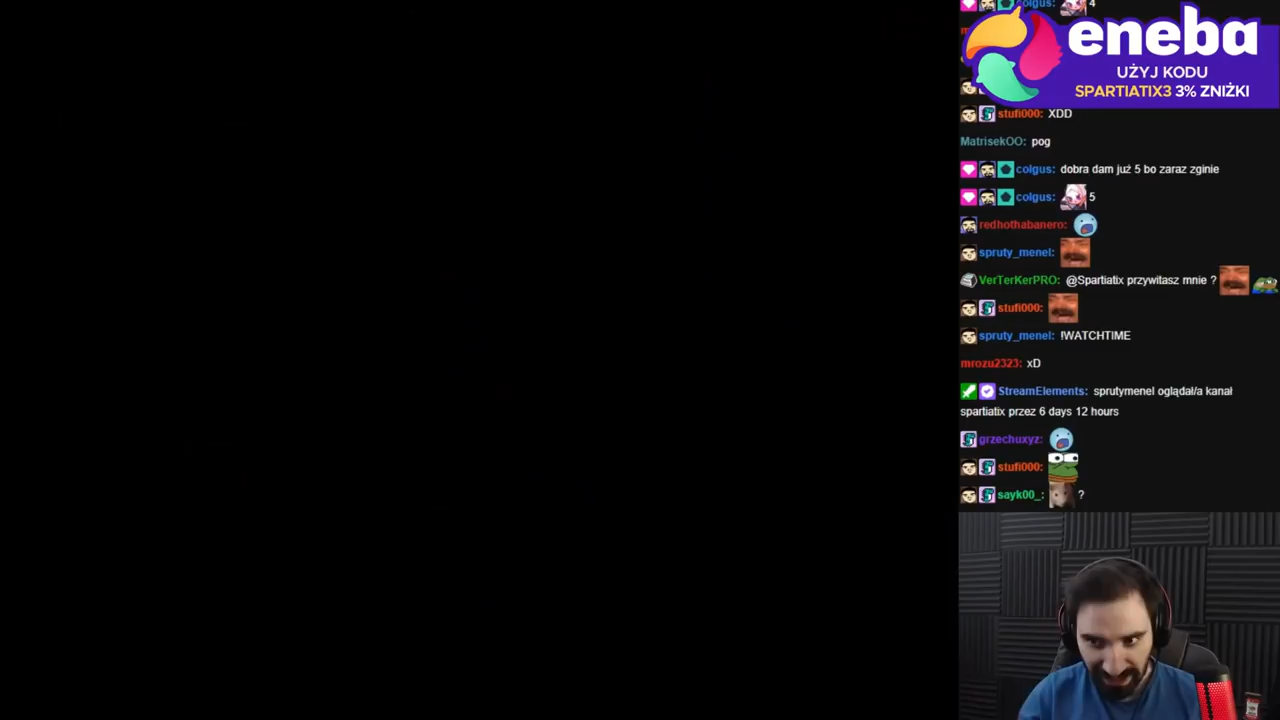 colgus: 4
eneba
UŻYJ KODU
SPARTIATIX3 3% ZNIŻKI
stufi000: XDD
MatrisekOO: pog
colgus: dobra dam już 5 bo zaraz zginie
colgus: 5
redhothabanero:
spruty_menel:
VerTerKerPRO: @Spartiatix przywitasz mnie ?
stufi000:
spruty_menel: !WATCHTIME
mrozu2323: xD
StreamElements: sprutymenel oglądał/a kanał
spartiatix przez 6 days 12 hours
grzechuxyz:
stufi000:
sayk00_: ?